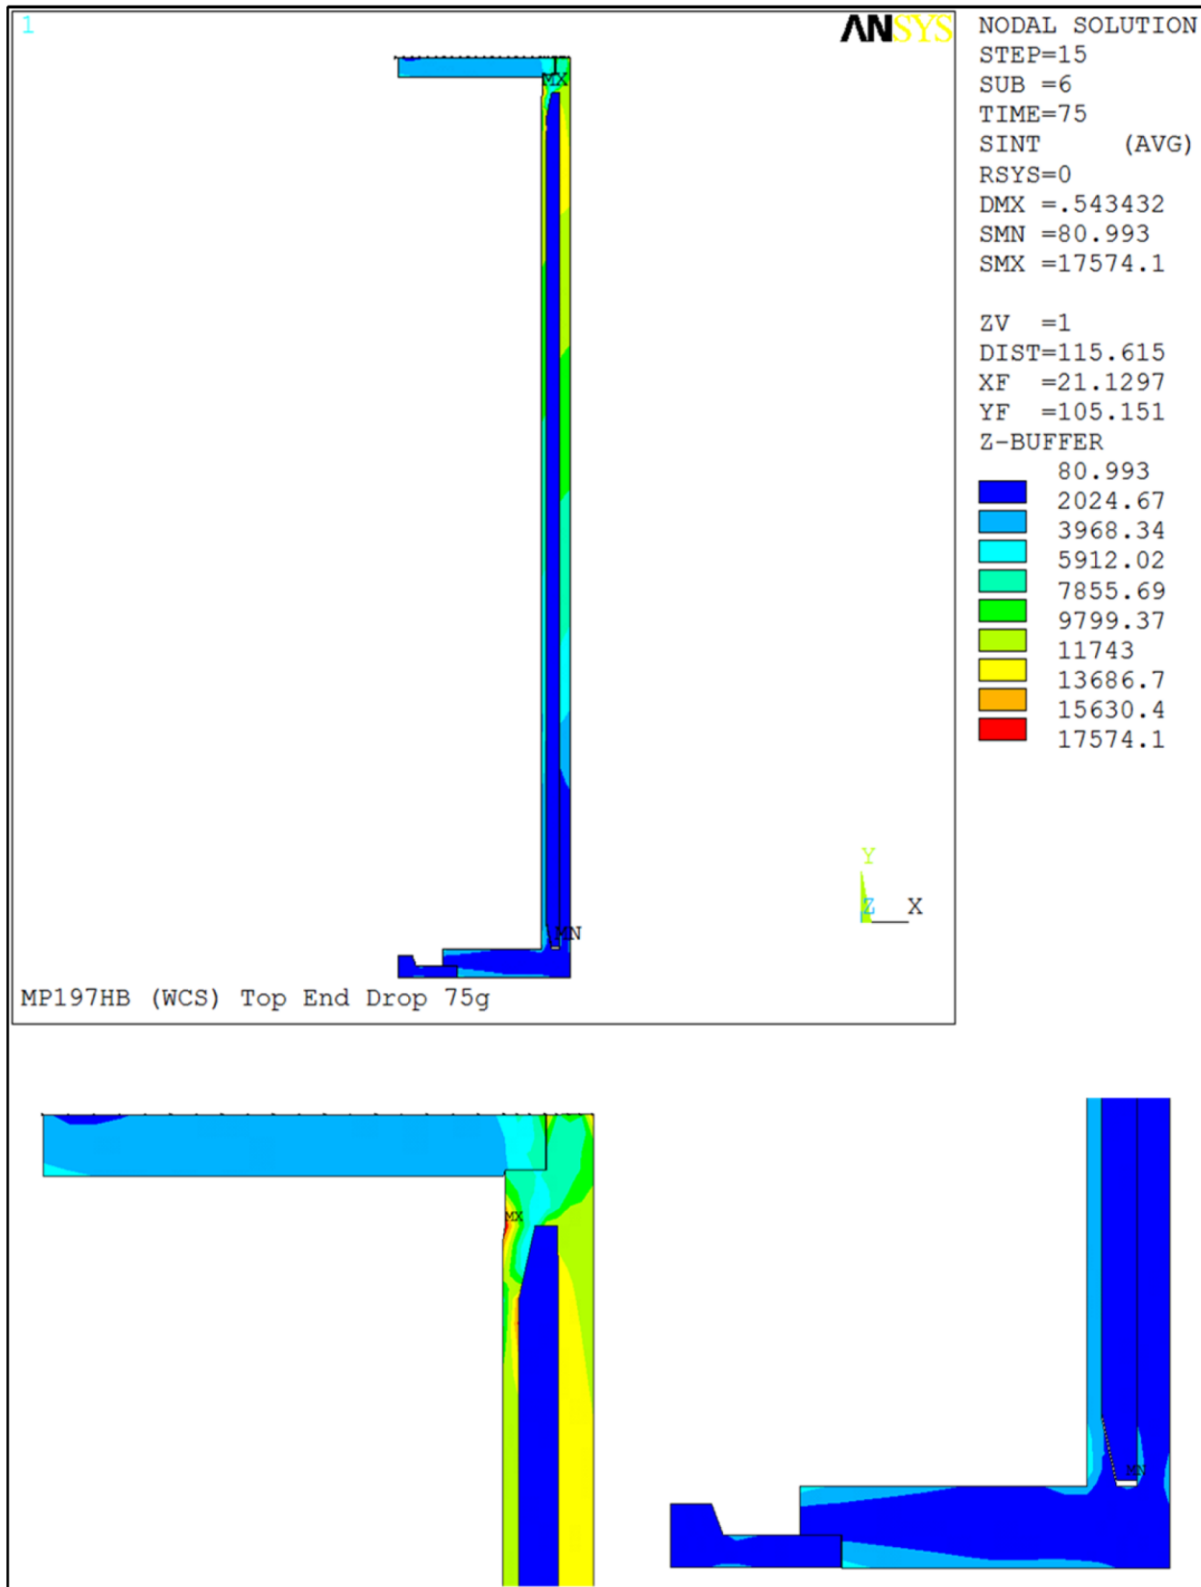 1
ANSYS
NODAL SOLUTION
STEP=15
SUB =6
TIME=75
SINT (AVG)
RSYS=0
DMX =.543432
SMN =80.993
SMX =17574.1
ZV =1
DIST=115.615
XF =21.1297
YF =105.151
Z-BUFFER
80.993
2024.67
3968.34
5912.02
7855.69
9799.37
11743
13686.7
15630.4
17574.1
MX
Y
Z X
MN
MP197HB (WCS) Top End Drop 75g
MX
MN